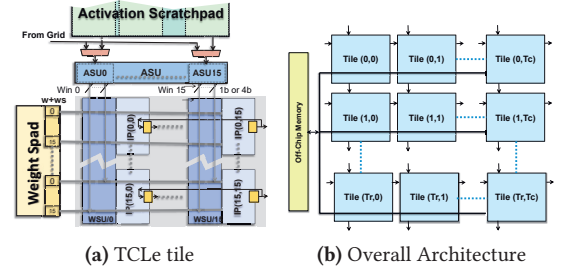 Activation Scratchpad
From Grid
ASU0
ASU
ASU15
Win 0
Win 15
1b or 4b
w+ws
Weight Spad
0
15
0
15
IP(0,0)
IP(0,15)
IP(15,0)
IP(15,15)
WSU/0
(a) TCLe tile
Off-Chip Memory
Tile (0,0)
Tile (0,1)
Tile (0,Tc)
Tile (1,0)
Tile (1,1)
Tile (1,Tc)
Tile (Tr,0)
Tile (Tr,1)
Tile (Tr,Tc)
(b) Overall Architecture